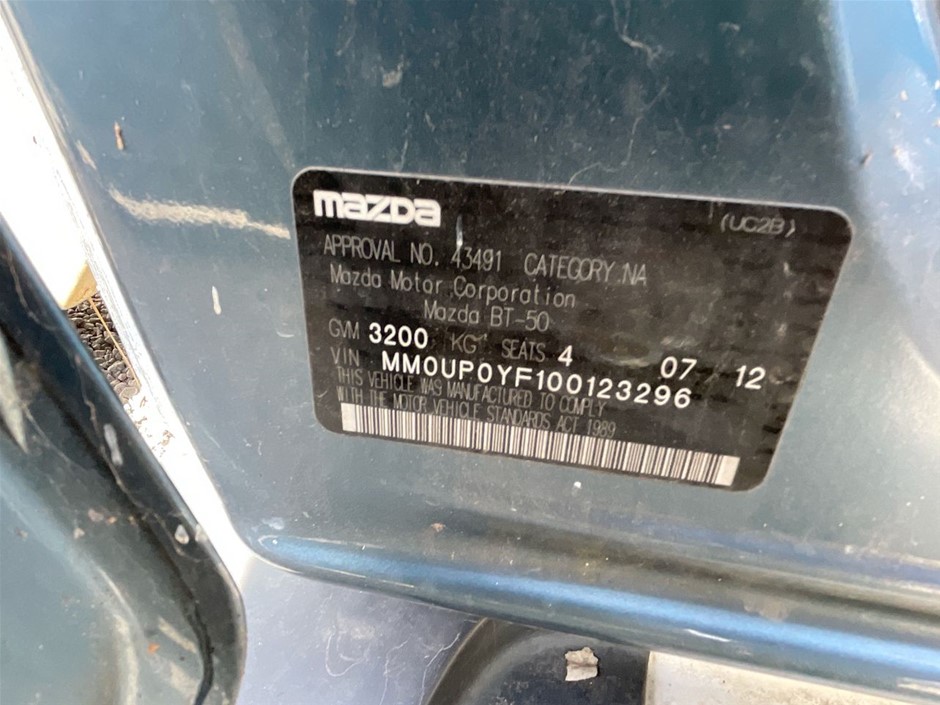 mazda (UC2B)
APPROVAL NO. 43491 CATEGORY NA
Mazda Motor Corporation
Mazda BT-50
GVM 3200 KG SEATS 4 07 / 12
VIN MM0UP0YF100123296
THIS VEHICLE WAS MANUFACTURED TO COMPLY
WITH THE MOTOR VEHICLE STANDARDS ACT 1989